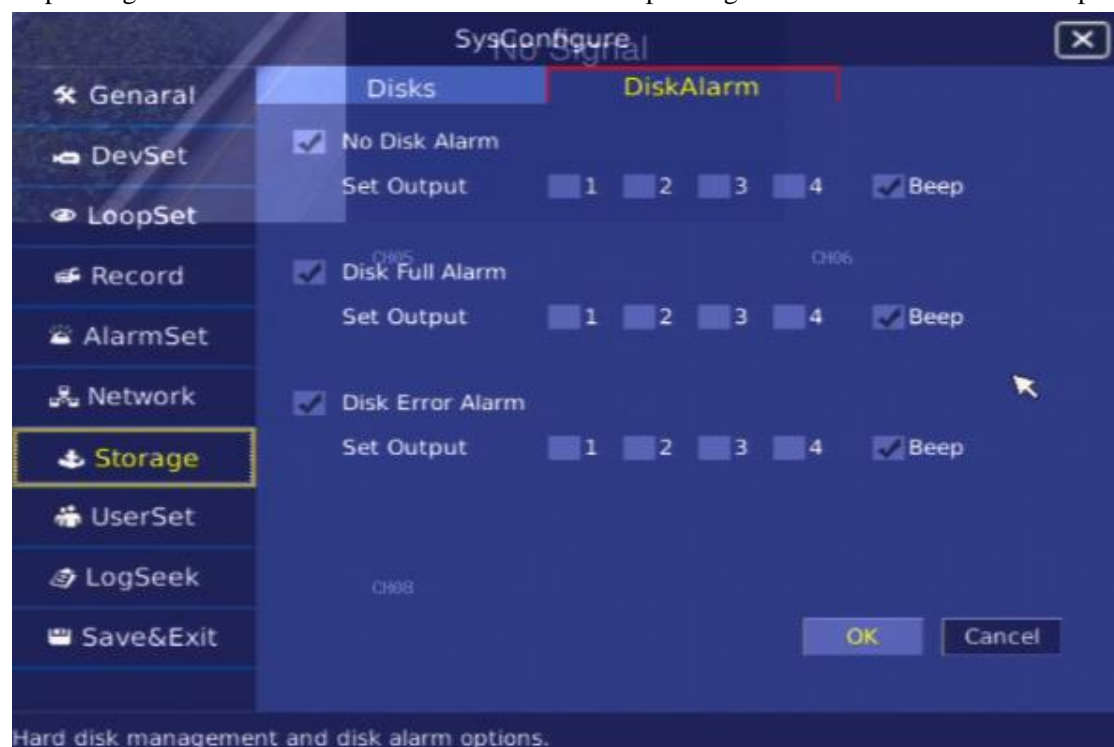 SysConfigure
No Signal
Genaral
DevSet
LoopSet
Record
AlarmSet
Network
Storage
UserSet
LogSeek
Save&Exit
Disks DiskAlarm
No Disk Alarm
Set Output 1 2 3 4 Beep
CH05 CH06
Disk Full Alarm
Set Output 1 2 3 4 Beep
Disk Error Alarm
Set Output 1 2 3 4 Beep
CH08
OK Cancel
Hard disk management and disk alarm options.